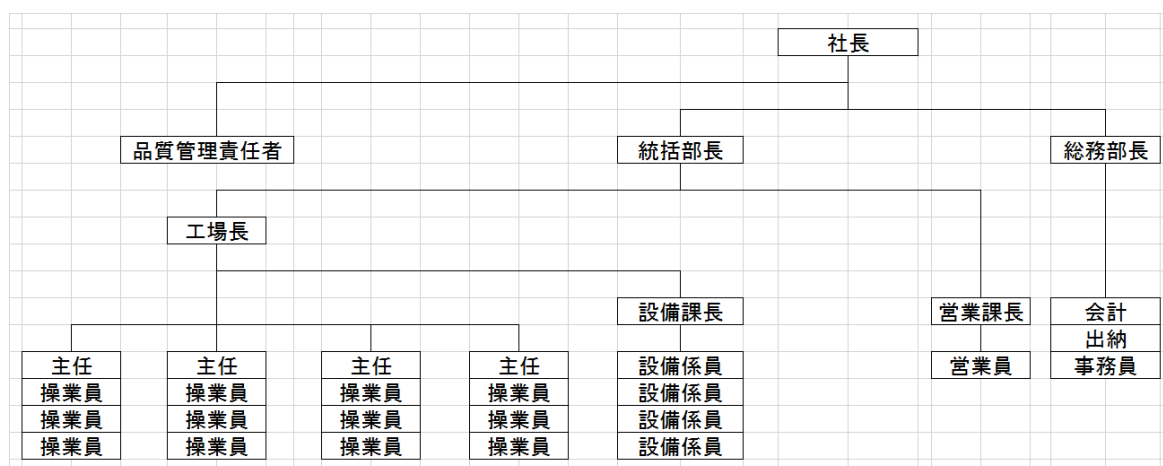 社長
品質管理責任者 統括部長 総務部長
工場長
設備課長 営業課長 会計
出納
主任 主任 主任 主任 設備係員 営業員 事務員
操業員 操業員 操業員 操業員 設備係員
操業員 操業員 操業員 操業員 設備係員
操業員 操業員 操業員 操業員 設備係員